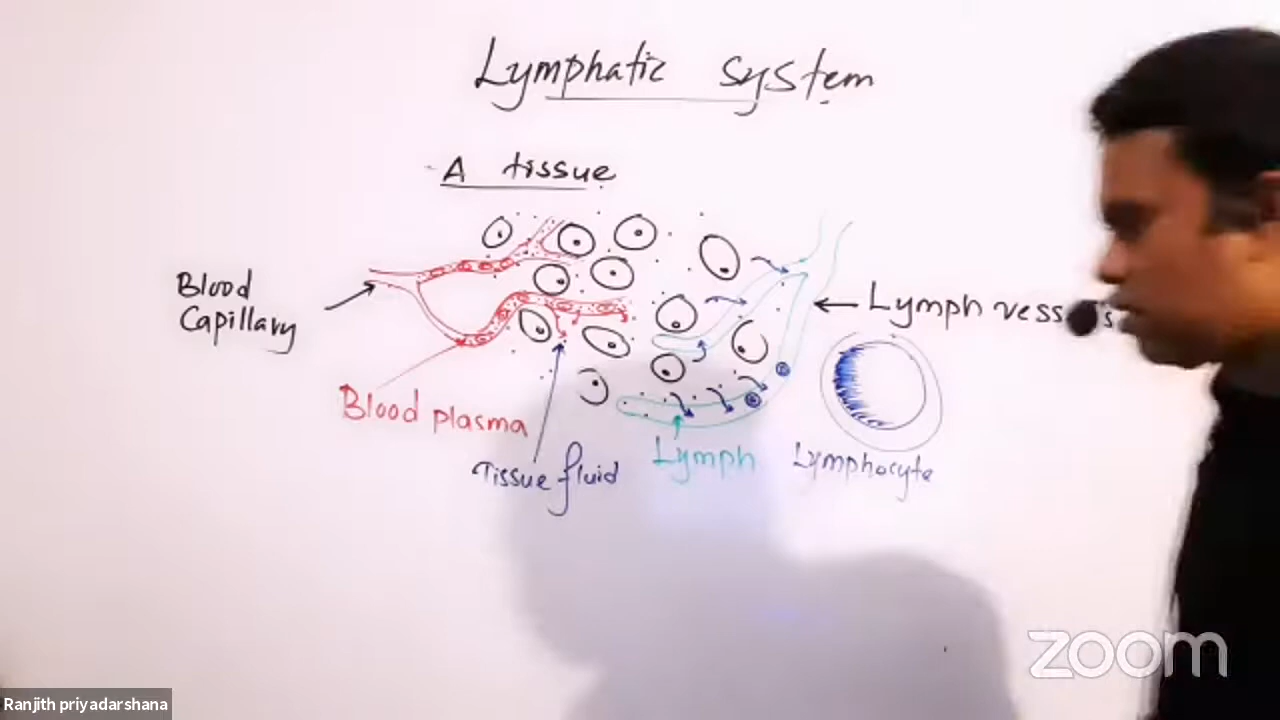 Lymphatic system
A tissue
Blood
Capillary
Lymph vess
Blood plasma
Tissue fluid
Lymph
Lymphocyte
zoom
Ranjith priyadarshana